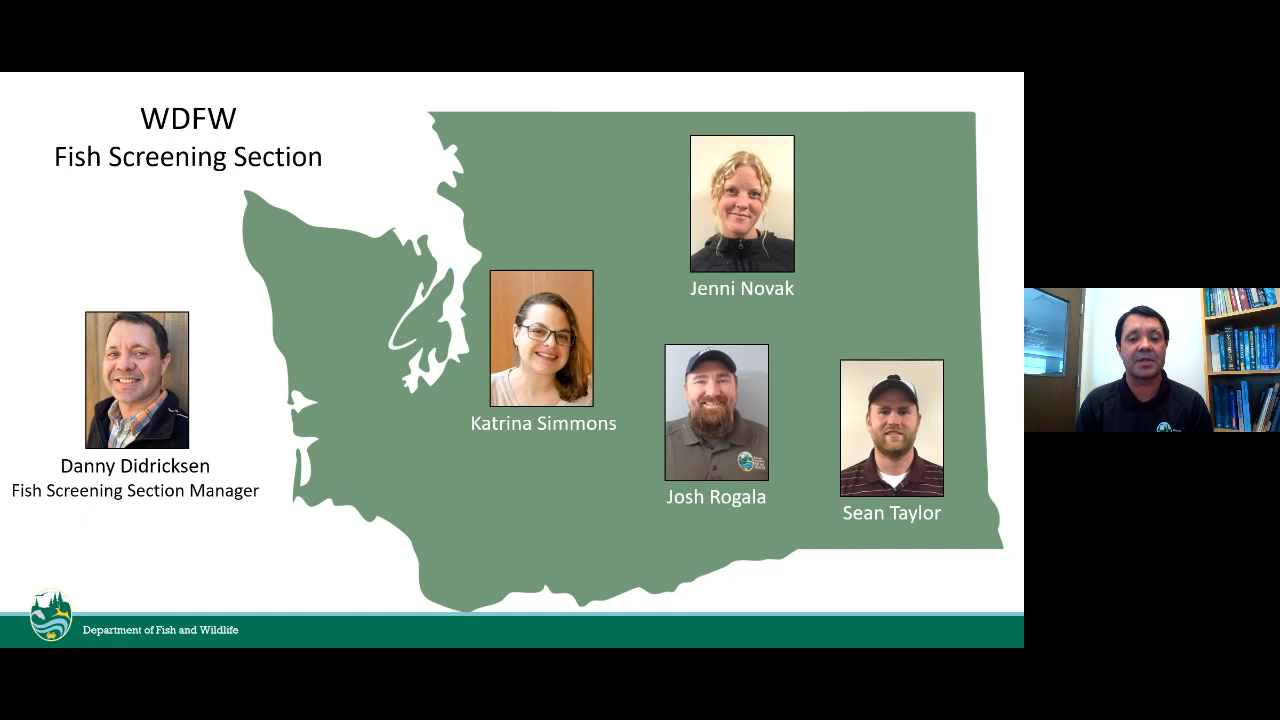 WDFW
Fish Screening Section
Jenni Novak
Katrina Simmons
Danny Didricksen
Fish Screening Section Manager
Josh Rogala
Sean Taylor
Department of Fish and Wildlife